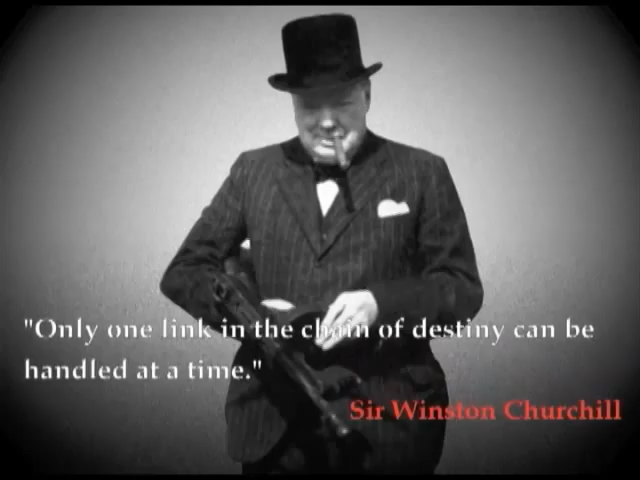 "Only one link in the chain of destiny can be
handled at a time."
Sir Winston Churchill